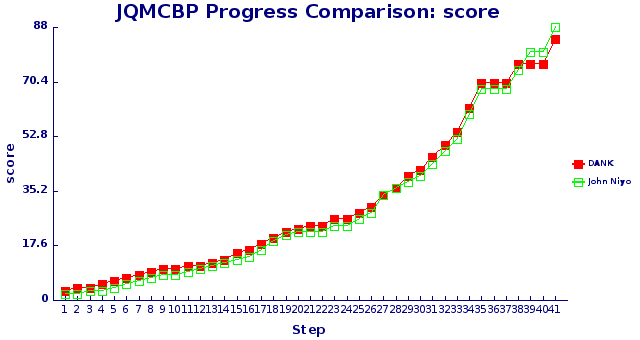 JQMCBP Progress Comparison: score
88
70.4
52.8
35.2
17.6
0
score
1 2 3 4 5 6 7 8 9 10 11 12 13 14 15 16 17 18 19 20 21 22 23 24 25 26 27 28 29 30 31 32 33 34 35 36 37 38 39 40 41
Step
DANK
John Niyo